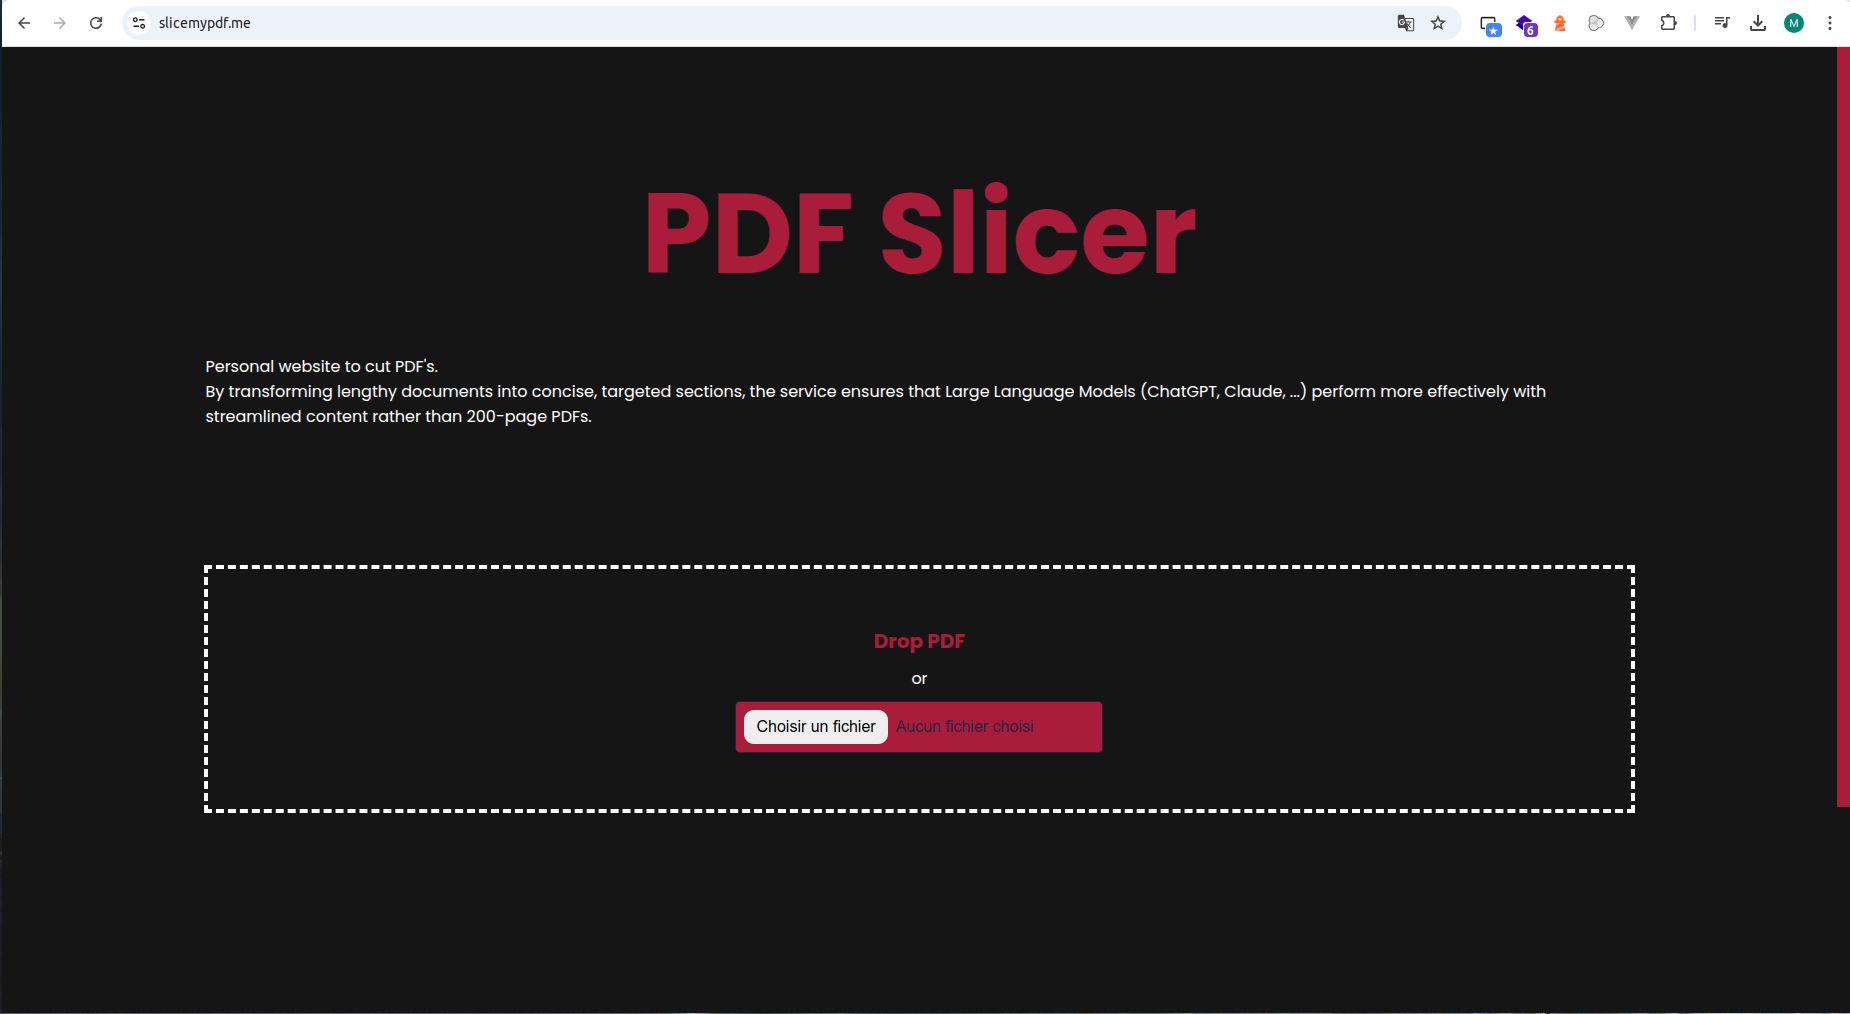 slicemypdf.me
6
M
PDF Slicer
Personal website to cut PDF's.
By transforming lengthy documents into concise, targeted sections, the service ensures that Large Language Models (ChatGPT, Claude, ...) perform more effectively with
streamlined content rather than 200-page PDFs.
Drop PDF
or
Choisir un fichier Aucun fichier choisi